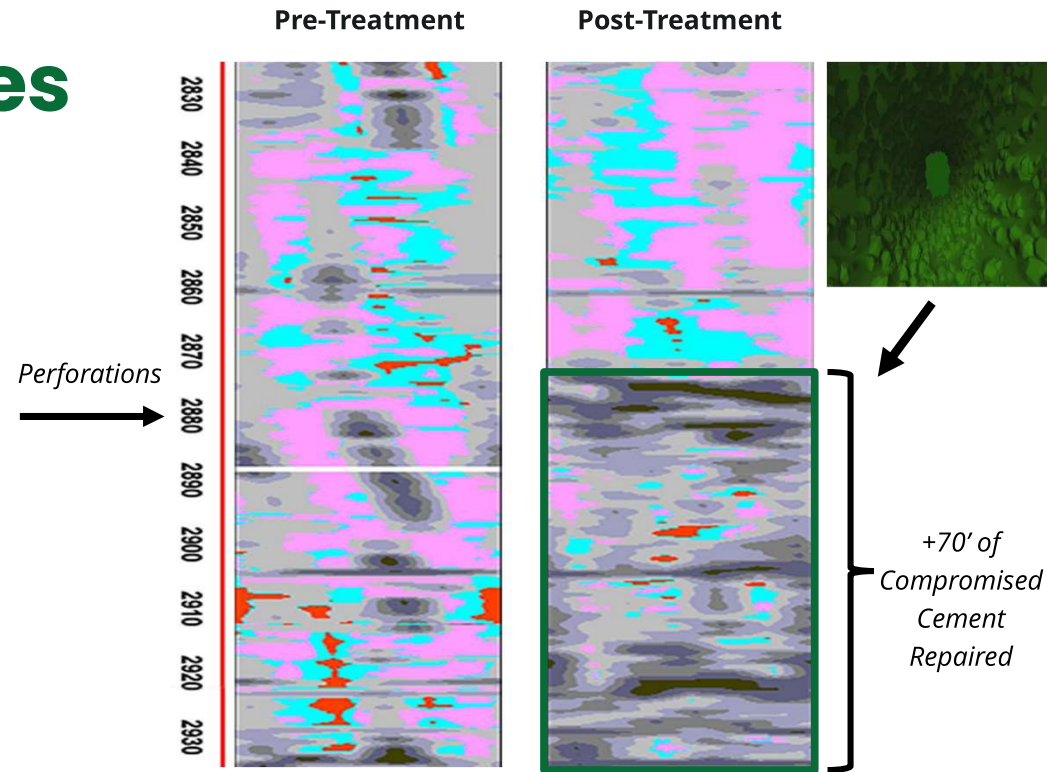 Pre-Treatment
Post-Treatment
es
2830
2840
2850
2860
2870
2880
2890
2900
2910
2920
2930
Perforations
+70’ of
Compromised
Cement
Repaired